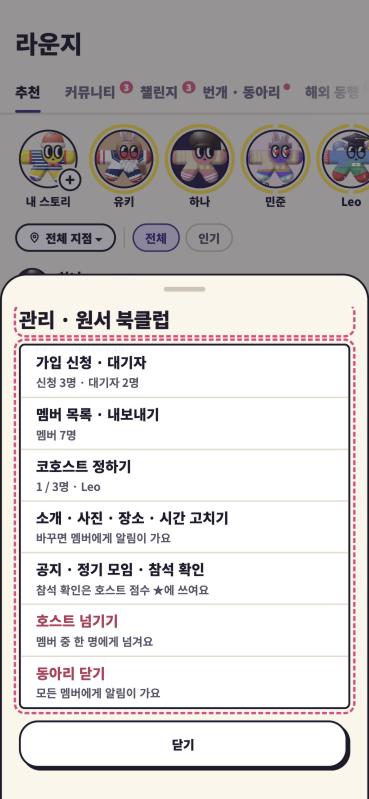 라운지
추천 커뮤니티 3 챌린지 3 번개 · 동아리 해외 동행
내 스토리 유키 하나 민준 Leo
전체 지점 전체 인기
관리 · 원서 북클럽
가입 신청 · 대기자
신청 3명 · 대기자 2명
멤버 목록 · 내보내기
멤버 7명
코호스트 정하기
1 / 3명 · Leo
소개 · 사진 · 장소 · 시간 고치기
바꾸면 멤버에게 알림이 가요
공지 · 정기 모임 · 참석 확인
참석 확인은 호스트 점수 ★에 쓰여요
호스트 넘기기
멤버 중 한 명에게 넘겨요
동아리 닫기
모든 멤버에게 알림이 가요
닫기